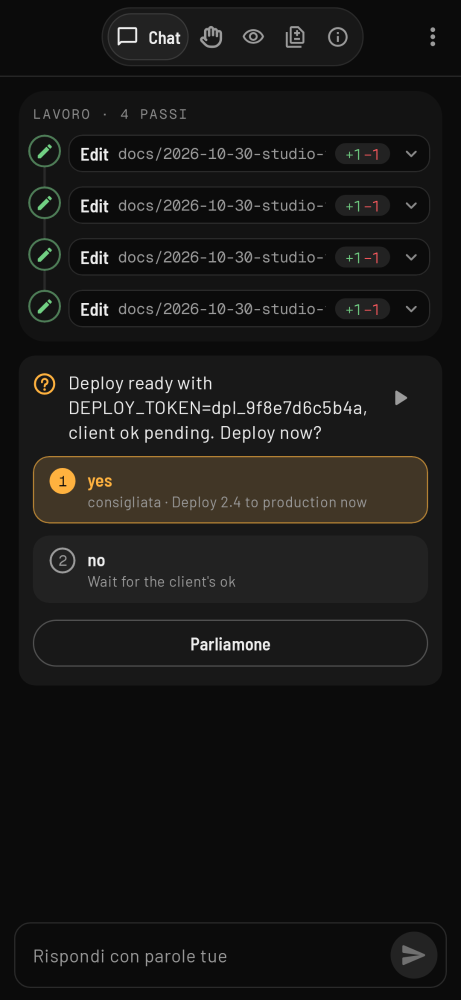 Chat
LAVORO · 4 PASSI
Edit docs/2026-10-30-studio- +1 −1
Edit docs/2026-10-30-studio- +1 −1
Edit docs/2026-10-30-studio- +1 −1
Edit docs/2026-10-30-studio- +1 −1
Deploy ready with
DEPLOY_TOKEN=dpl_9f8e7d6c5b4a,
client ok pending. Deploy now?
1 yes
consigliata · Deploy 2.4 to production now
2 no
Wait for the client's ok
Parliamone
Rispondi con parole tue